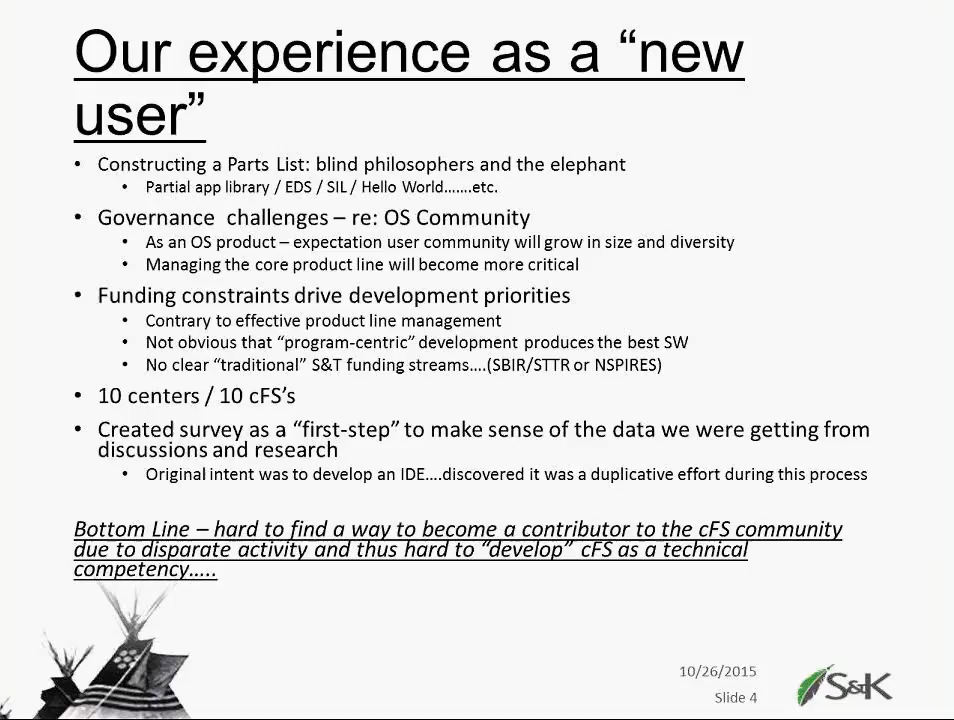 Our experience as a “new
user”
• Constructing a Parts List: blind philosophers and the elephant
• Partial app library / EDS / SIL / Hello World…….etc.
• Governance challenges – re: OS Community
• As an OS product – expectation user community will grow in size and diversity
• Managing the core product line will become more critical
• Funding constraints drive development priorities
• Contrary to effective product line management
• Not obvious that “program-centric” development produces the best SW
• No clear “traditional” S&T funding streams….(SBIR/STTR or NSPIRES)
• 10 centers / 10 cFS’s
• Created survey as a “first-step” to make sense of the data we were getting from
discussions and research
• Original intent was to develop an IDE….discovered it was a duplicative effort during this process
Bottom Line – hard to find a way to become a contributor to the cFS community
due to disparate activity and thus hard to “develop” cFS as a technical
competency…..
10/26/2015
Slide 4
S&K